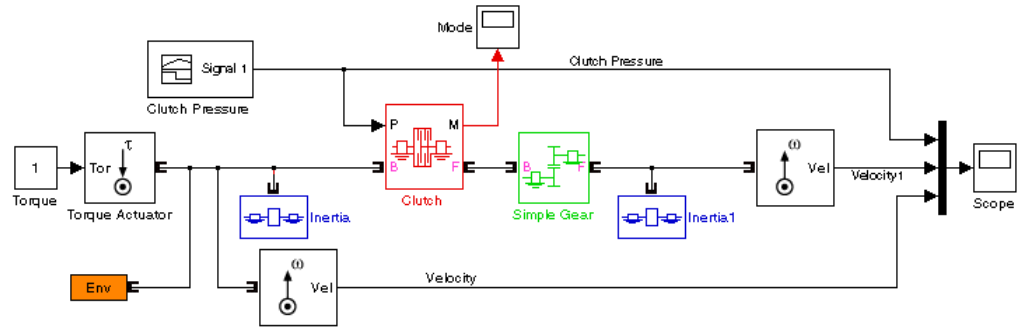 Mode
Signal 1
Clutch Pressure
Clutch Pressure
P
M
1
Torque
Tor
τ
Torque Actuator
B
F
Clutch
B
F
Simple Gear
ω
Vel
Velocity1
Scope
Inertia
Inertia1
Env
ω
Vel
Velocity